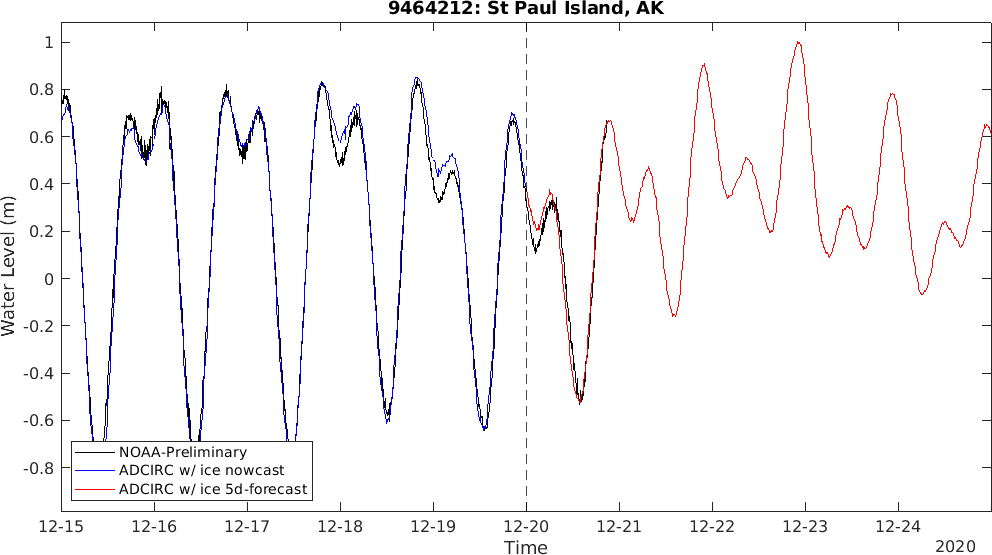 9464212: St Paul Island, AK
Water Level (m)
1
0.8
0.6
0.4
0.2
0
-0.2
-0.4
-0.6
-0.8
NOAA-Preliminary
ADCIRC w/ ice nowcast
ADCIRC w/ ice 5d-forecast
12-15 12-16 12-17 12-18 12-19 12-20 12-21 12-22 12-23 12-24
Time
2020